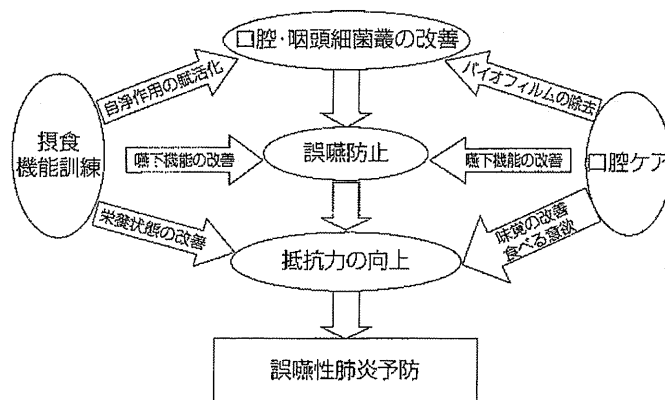 口腔・咽頭細菌叢の改善
自浄作用の賦活化
バイオフィルムの除去
摂食
機能訓練
嚥下機能の改善
誤嚥防止
嚥下機能の改善
口腔ケア
栄養状態の改善
味覚の改善
食べる意欲
抵抗力の向上
誤嚥性肺炎予防